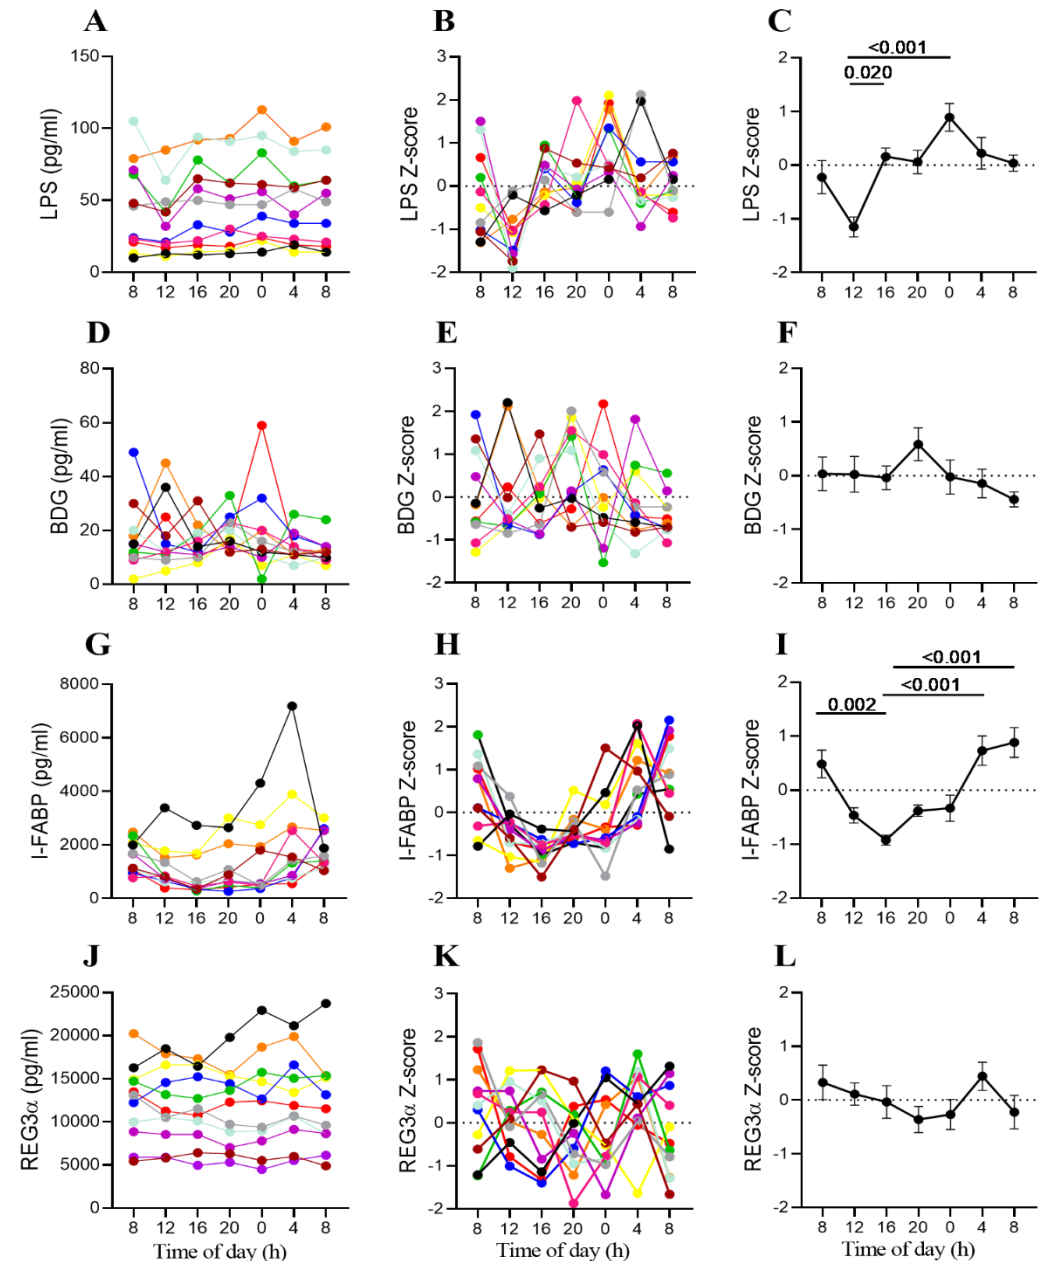 A
B
C
150
100
50
0
LPS (pg/ml)
8 12 16 20 0 4 8
3
2
1
0
-1
-2
LPS Z-score
8 12 16 20 0 4 8
<0.001
0.020
2
1
0
-1
-2
LPS Z-score
8 12 16 20 0 4 8
D
E
F
80
60
40
20
0
BDG (pg/ml)
8 12 16 20 0 4 8
3
2
1
0
-1
-2
BDG Z-score
8 12 16 20 0 4 8
2
1
0
-1
-2
BDG Z-score
8 12 16 20 0 4 8
G
H
I
8000
6000
4000
2000
0
I-FABP (pg/ml)
8 12 16 20 0 4 8
3
2
1
0
-1
-2
I-FABP Z-score
8 12 16 20 0 4 8
<0.001
<0.001
0.002
2
1
0
-1
-2
I-FABP Z-score
8 12 16 20 0 4 8
J
K
L
25000
20000
15000
10000
5000
0
REG3α (pg/ml)
8 12 16 20 0 4 8
Time of day (h)
3
2
1
0
-1
-2
REG3α Z-score
8 12 16 20 0 4 8
Time of day (h)
2
1
0
-1
-2
REG3α Z-score
8 12 16 20 0 4 8
Time of day (h)